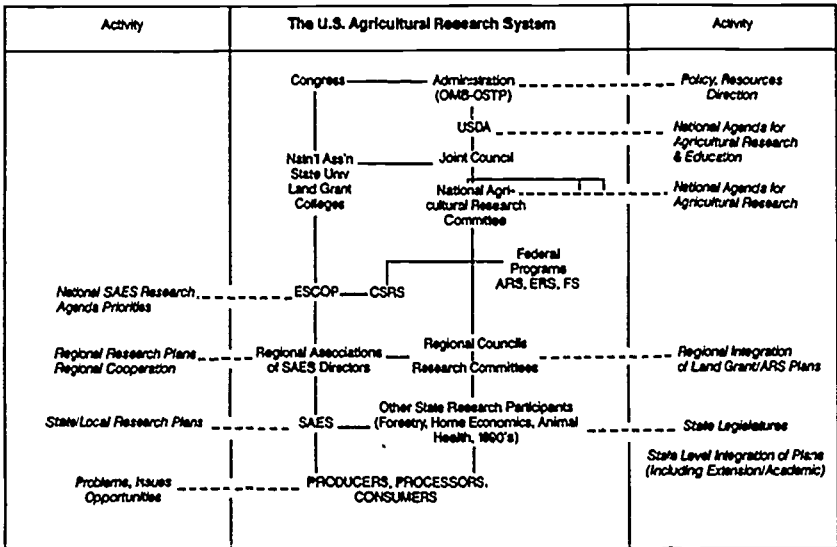 Activity
The U.S. Agricultural Research System
Activity
Congress
Administration
(OMB-OSTP)
Policy, Resources
Direction
USDA
National Agenda for
Agricultural Research
& Education
Nat'l Ass'n
State Univ
Land Grant
Colleges
Joint Council
National Agri-
cultural Research
Committee
National Agenda for
Agricultural Research
Federal
Programs
ARS, ERS, FS
National SAES Research
Agenda Priorities
ESCOP
CSRS
Regional Research Plans
Regional Cooperation
Regional Associations
of SAES Directors
Regional Councils
Research Committees
Regional Integration
of Land Grant/ARS Plans
State/Local Research Plans
SAES
Other State Research Participants
(Forestry, Home Economics, Animal
Health, 1890's)
State Legislatures
State Level Integration of Plans
(Including Extension/Academic)
Problems, Issues
Opportunities
PRODUCERS, PROCESSORS,
CONSUMERS